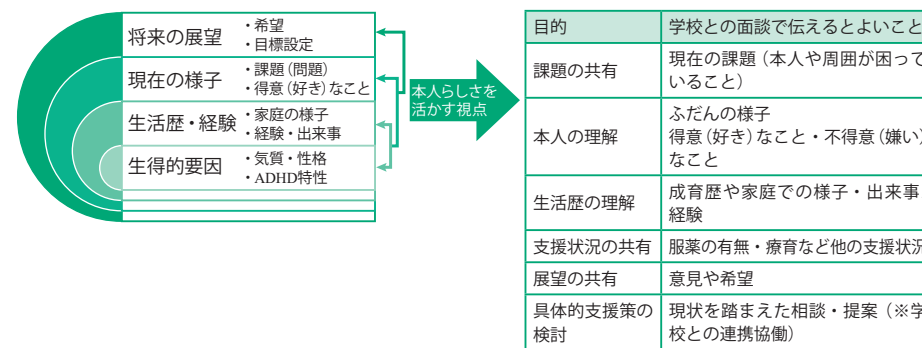 将来の展望
・希望
・目標設定
現在の様子
・課題(問題)
・得意(好き)なこと
生活歴・経験
・家庭の様子
・経験・出来事
生得的要因
・気質・性格
・ADHD特性
本人らしさを
活かす視点
目的
学校との面談で伝えるとよいこと
課題の共有
現在の課題(本人や周囲が困って
いること)
本人の理解
ふだんの様子
得意(好き)なこと・不得意(嫌い)
なこと
生活歴の理解
成育歴や家庭での様子・出来事
経験
支援状況の共有
服薬の有無・療育など他の支援状況
展望の共有
意見や希望
具体的支援策の
検討
現状を踏まえた相談・提案(※学
校との連携協働)